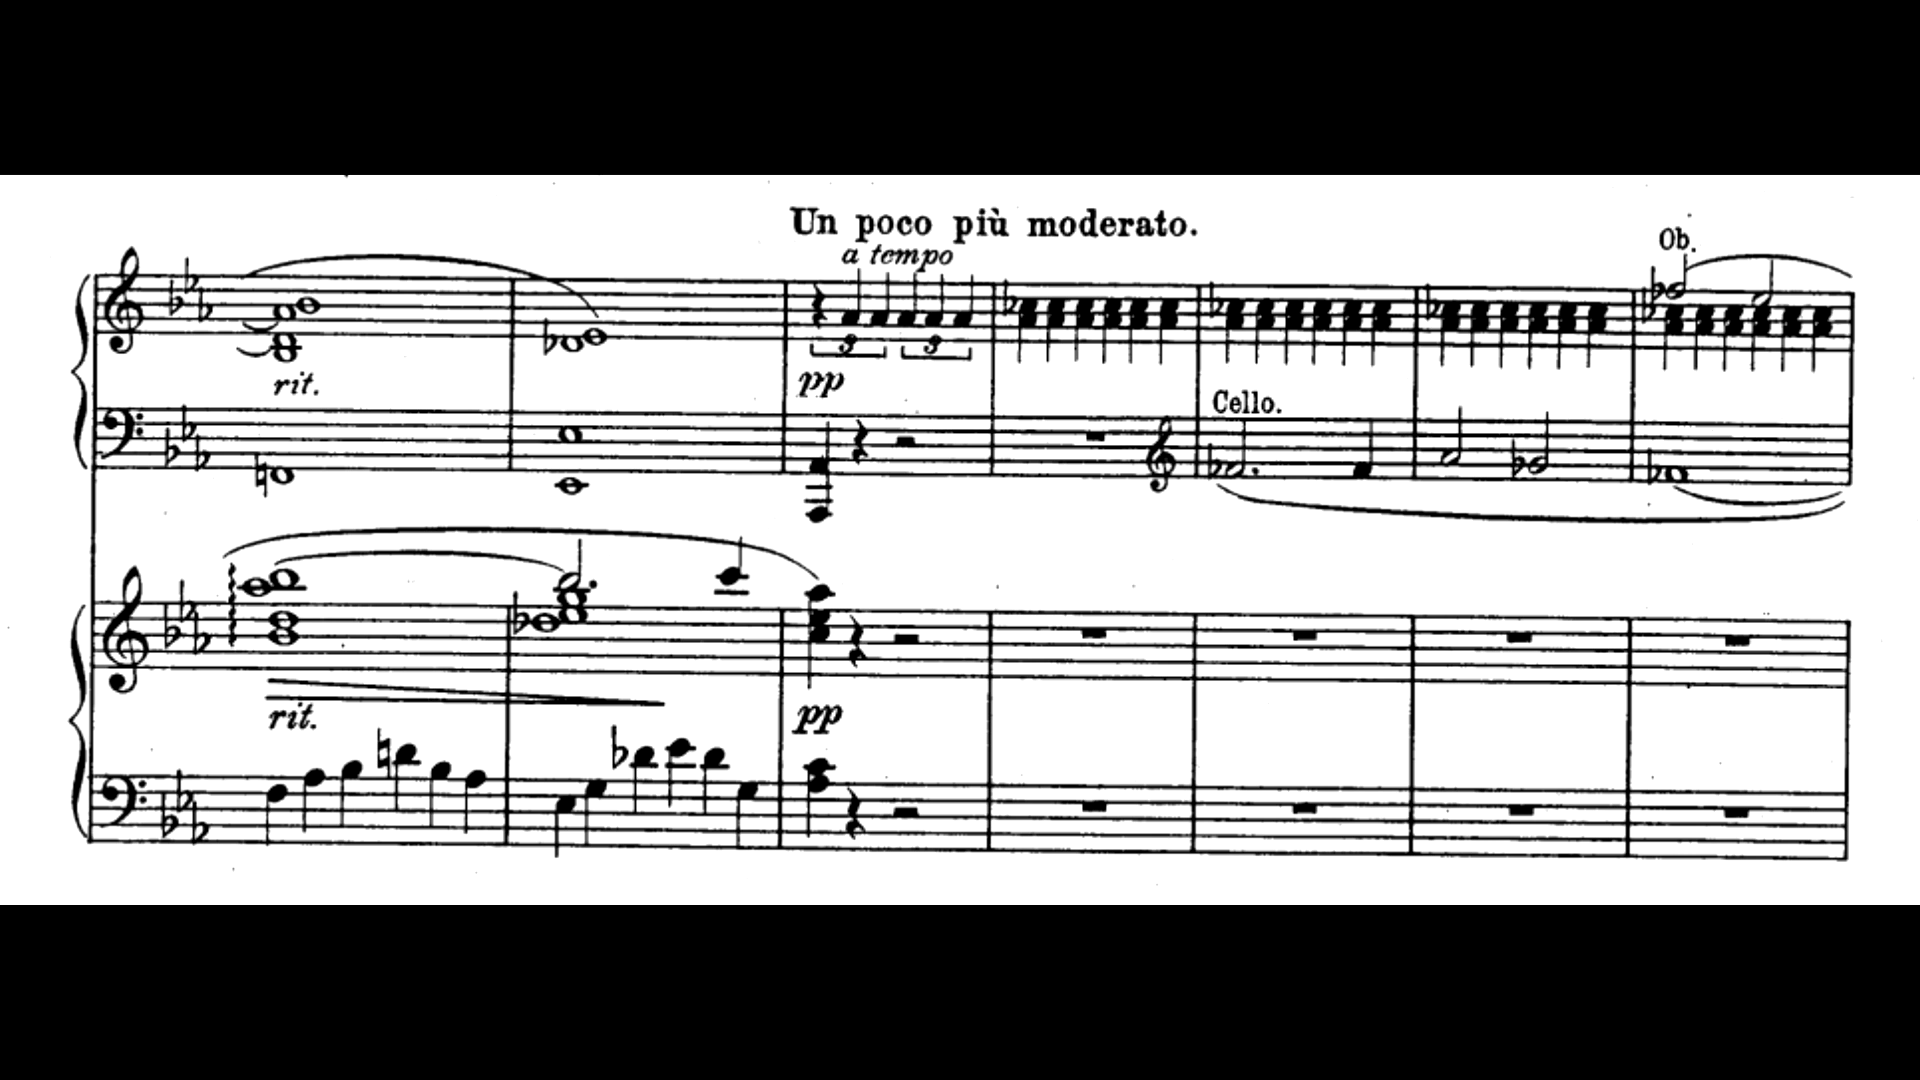 Un poco più moderato.
a tempo
Ob.
3 3
rit.
pp
Cello.
rit.
pp